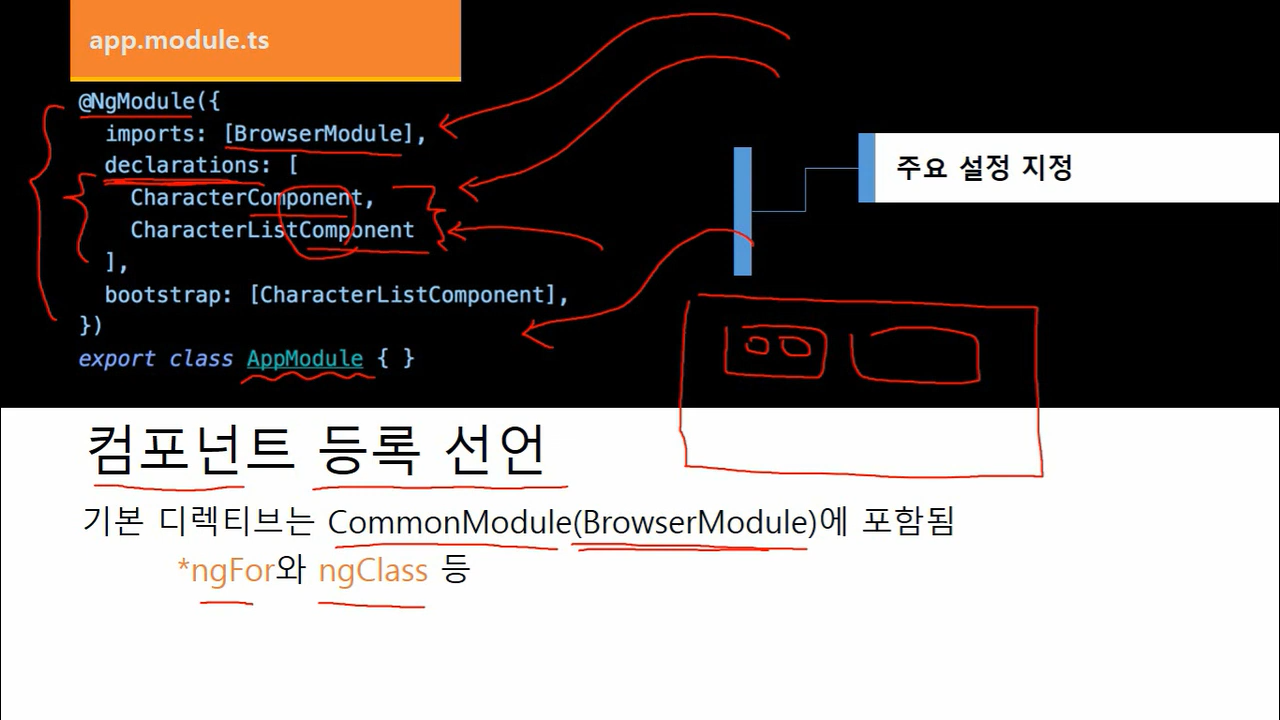 app.module.ts
@NgModule({
imports: [BrowserModule],
declarations: [
CharacterComponent,
CharacterListComponent
],
bootstrap: [CharacterListComponent],
})
export class AppModule { }
주요 설정 지정
컴포넌트 등록 선언
기본 디렉티브는 CommonModule(BrowserModule)에 포함됨
*ngFor와 ngClass 등